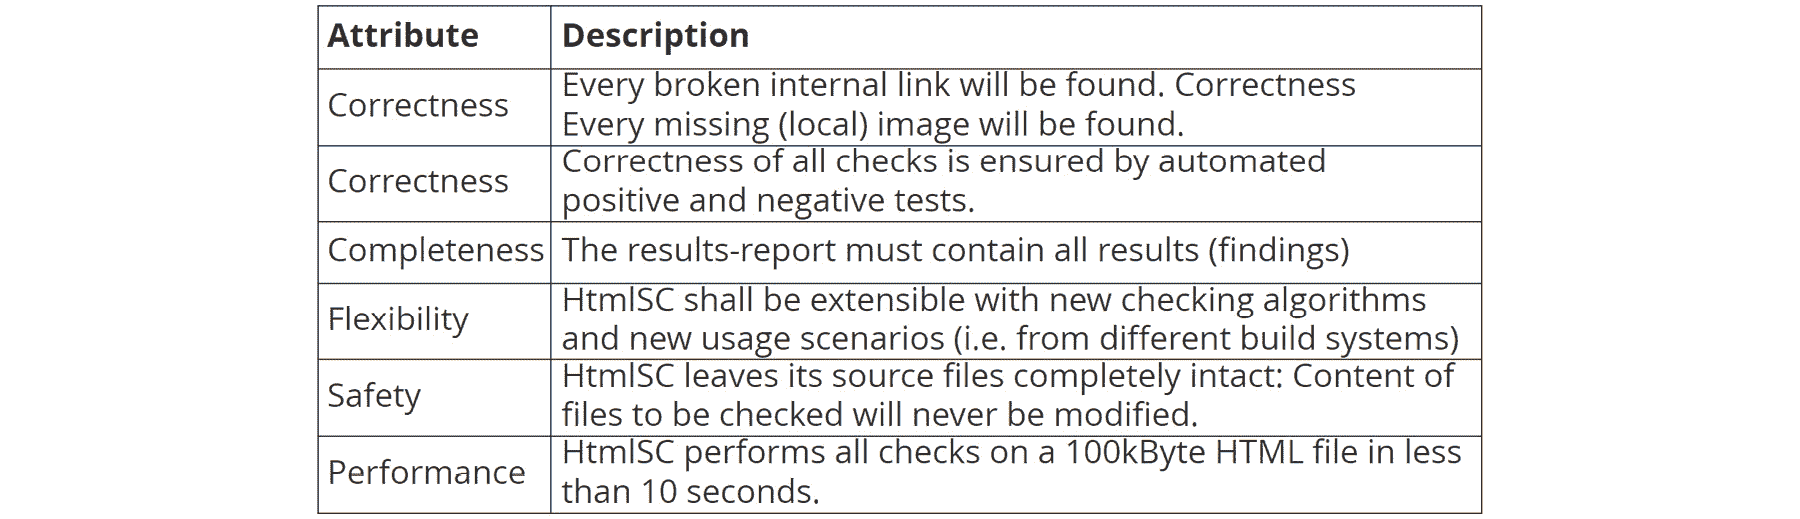 Attribute Description
Correctness Every broken internal link will be found. Correctness
Every missing (local) image will be found.
Correctness Correctness of all checks is ensured by automated
positive and negative tests.
Completeness The results-report must contain all results (findings)
Flexibility HtmlSC shall be extensible with new checking algorithms
and new usage scenarios (i.e. from different build systems)
Safety HtmlSC leaves its source files completely intact: Content of
files to be checked will never be modified.
Performance HtmlSC performs all checks on a 100kByte HTML file in less
than 10 seconds.